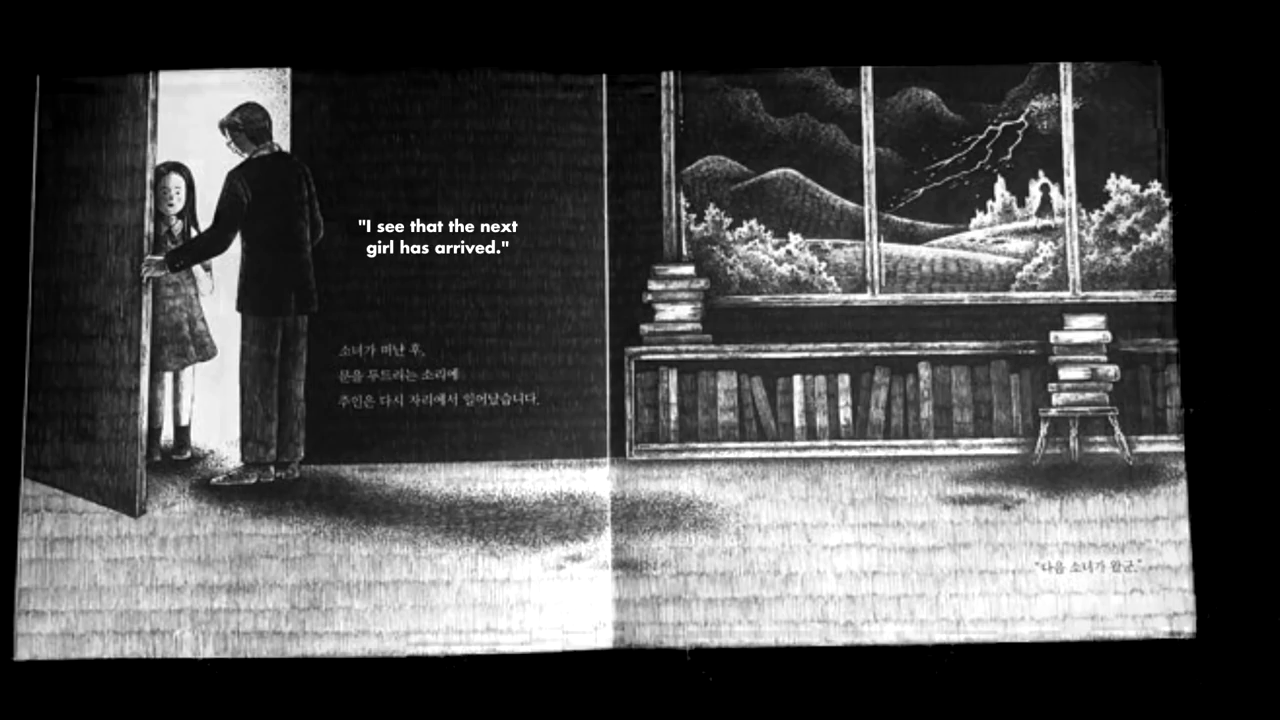 "I see that the next
girl has arrived."
소녀가 떠난 후,
문을 두드리는 소리에
주인은 다시 자리에서 일어났습니다.
"다음 소녀가 왔군."